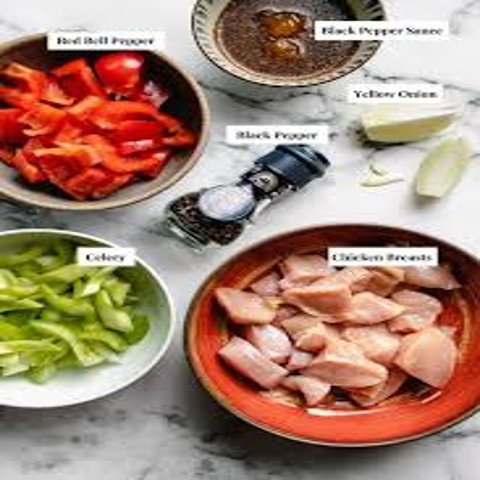 Red Bell Pepper
Black Pepper Sauce
Yellow Onion
Black Pepper
Celery
Chicken Breasts